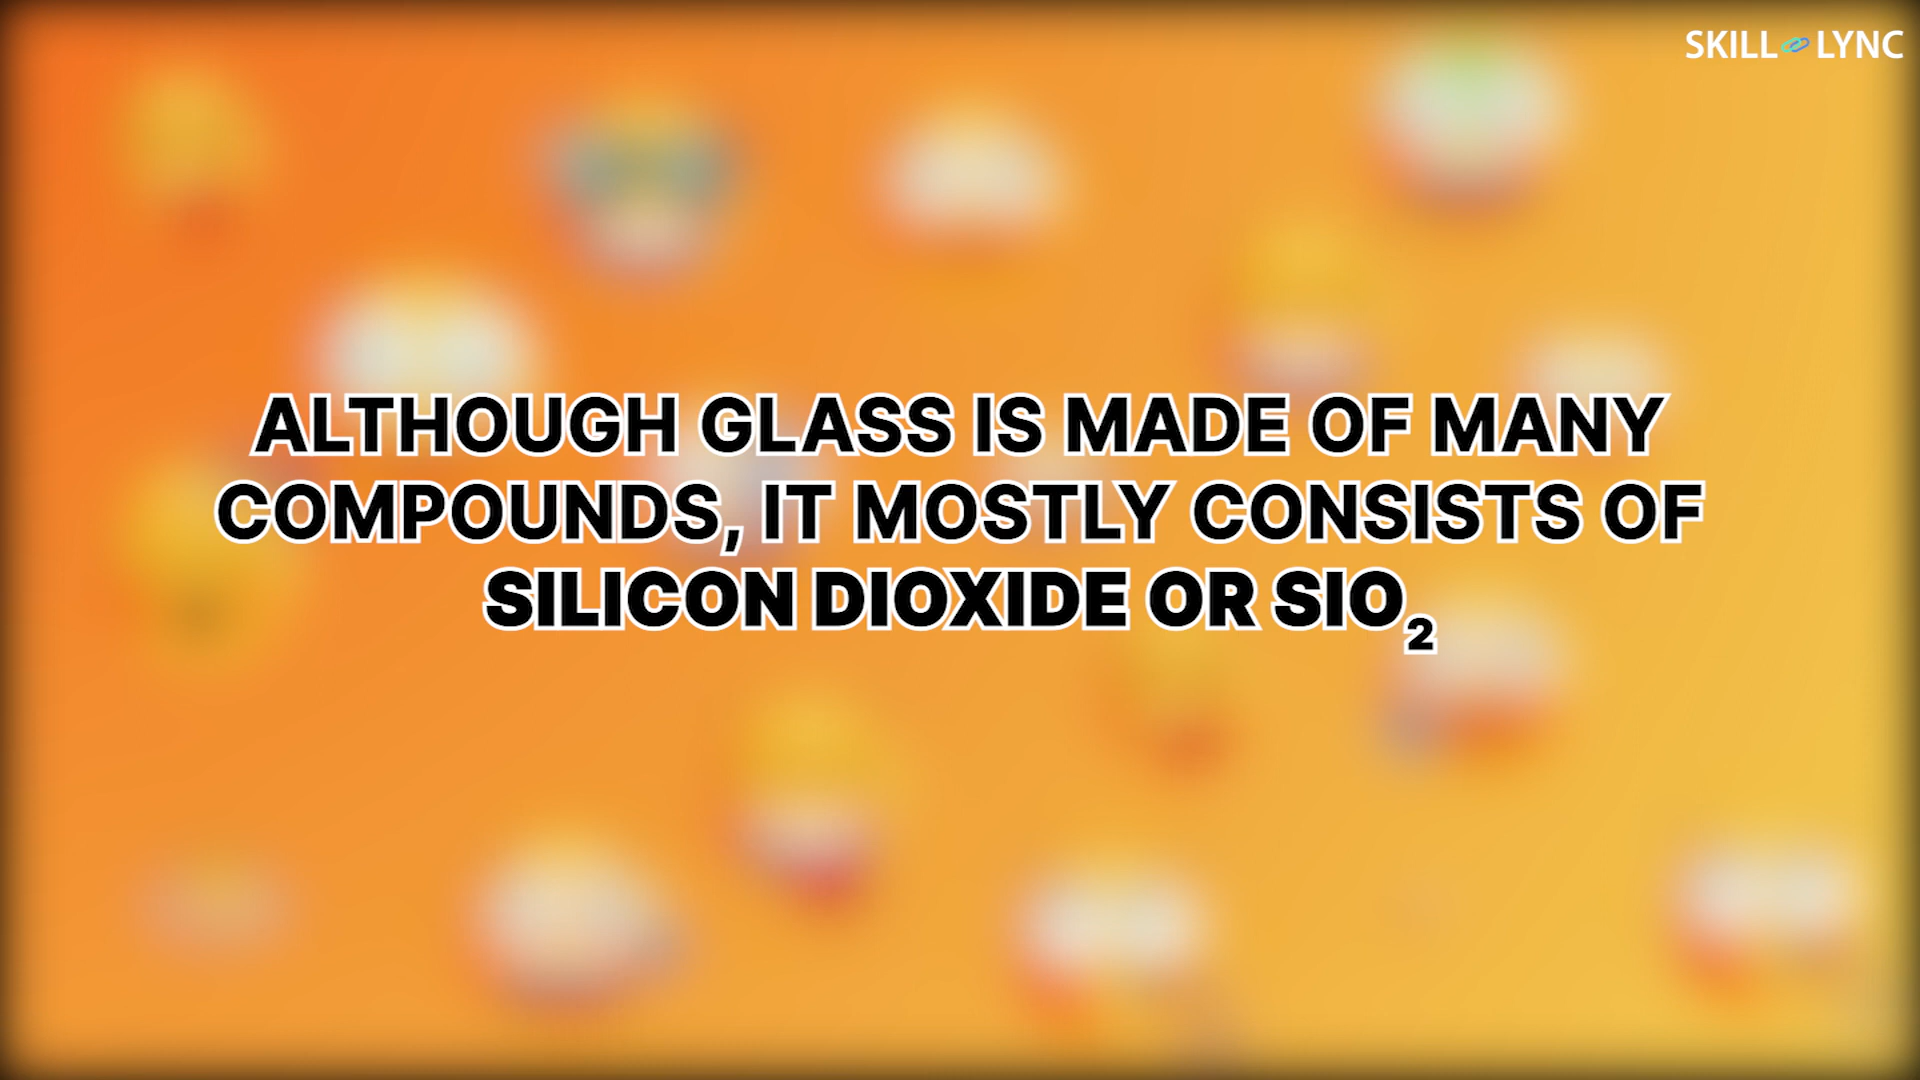 SKILL LYNC
ALTHOUGH GLASS IS MADE OF MANY
COMPOUNDS, IT MOSTLY CONSISTS OF
SILICON DIOXIDE OR SIO₂